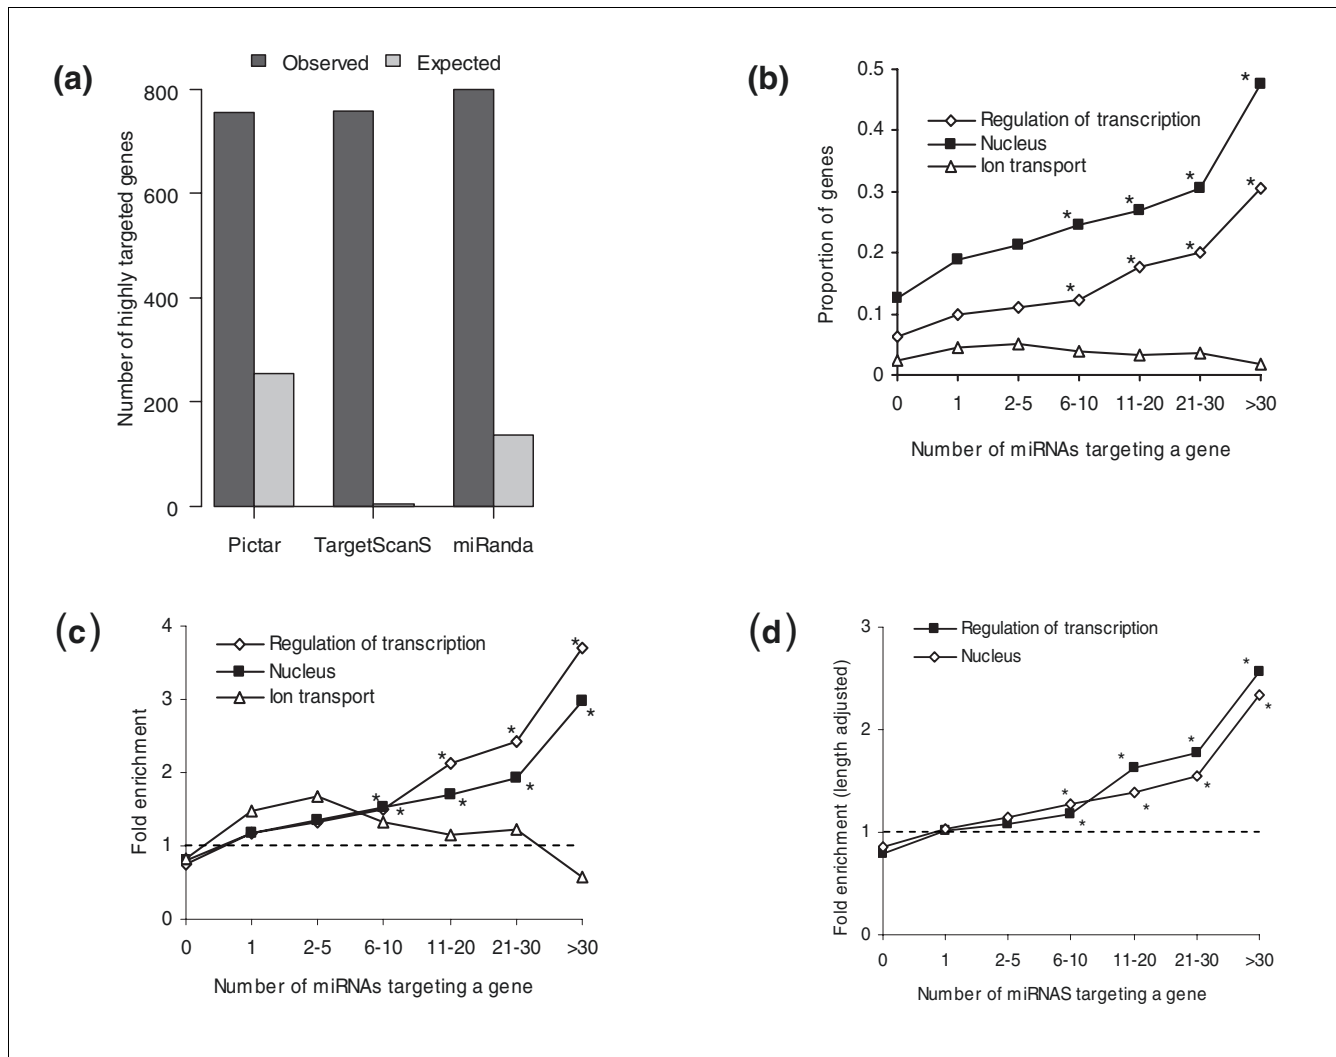 (a)
Observed Expected
Number of highly targeted genes
800
600
400
200
0
Pictar TargetScanS miRanda
(b)
Regulation of transcription
Nucleus
Ion transport
Proportion of genes
0.5
0.4
0.3
0.2
0.1
0
* * * * *
* * *
0 1 2-5 6-10 11-20 21-30 >30
Number of miRNAs targeting a gene
(c)
Regulation of transcription
Nucleus
Ion transport
Fold enrichment
4
3
2
1
0
* * * *
* * * *
0 1 2-5 6-10 11-20 21-30 >30
Number of miRNAs targeting a gene
(d)
Regulation of transcription
Nucleus
Fold enrichment (length adjusted)
3
2
1
0
* * * *
* * * *
0 1 2-5 6-10 11-20 21-30 >30
Number of miRNAS targeting a gene